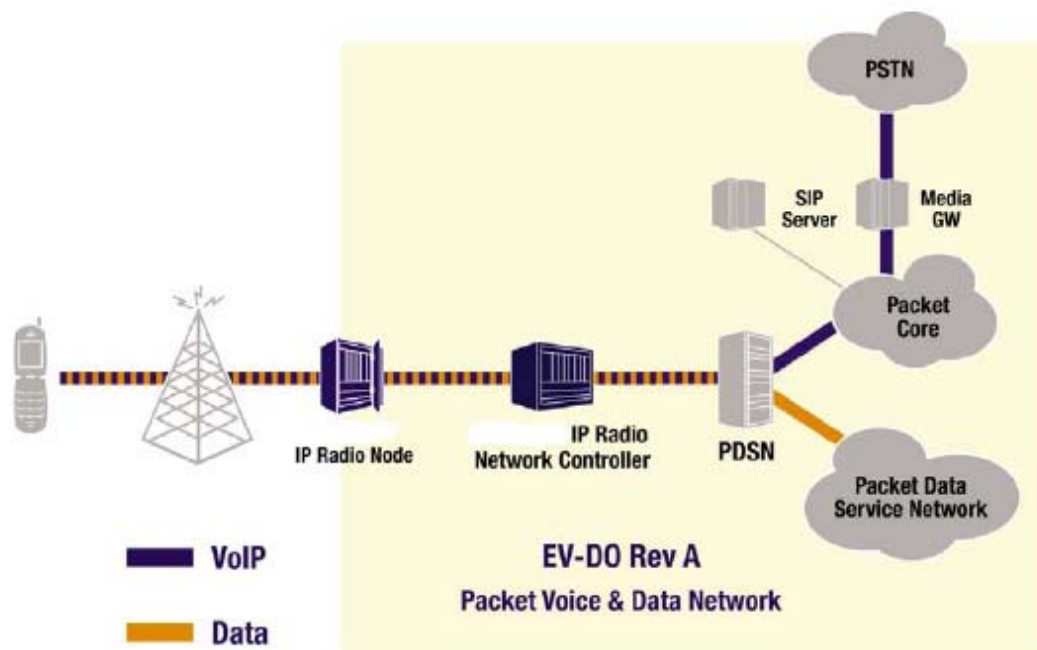 PSTN
SIP
Server
Media
GW
Packet
Core
IP Radio Node
IP Radio
Network Controller
PDSN
Packet Data
Service Network
VoIP
Data
EV-DO Rev A
Packet Voice & Data Network